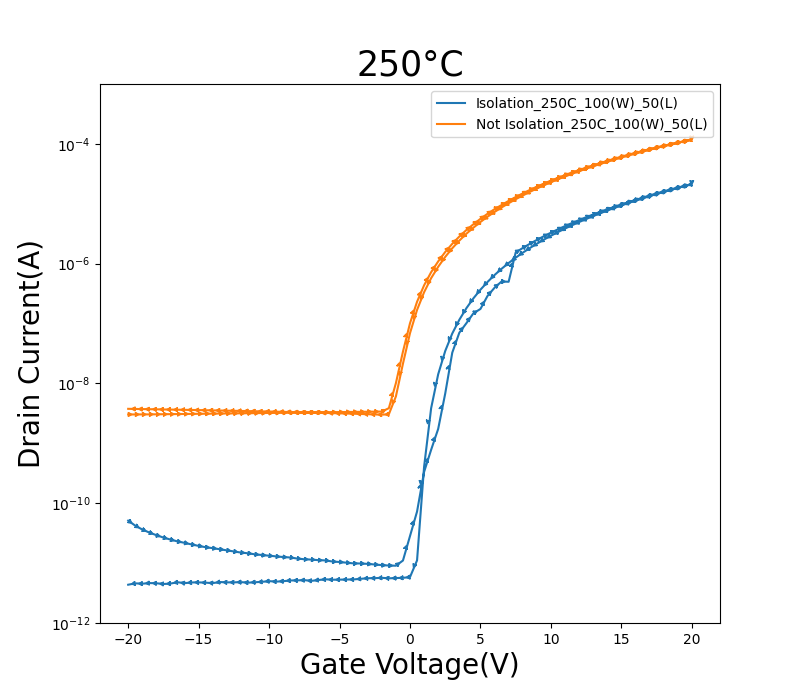 250°C
Isolation_250C_100(W)_50(L)
Not Isolation_250C_100(W)_50(L)
10⁻⁴
10⁻⁶
10⁻⁸
10⁻¹⁰
10⁻¹²
Drain Current(A)
−20 −15 −10 −5 0 5 10 15 20
Gate Voltage(V)